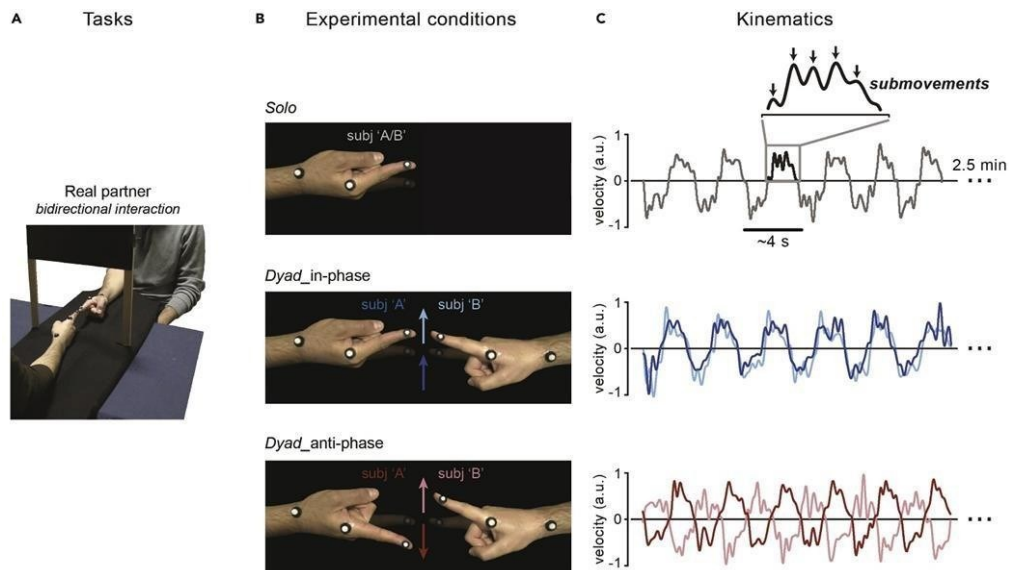 A
Tasks
B
Experimental conditions
C
Kinematics
Real partner
bidirectional interaction
Solo
subj ‘A/B’
submovements
velocity (a.u.)
1
0
-1
2.5 min
...
~4 s
Dyad_in-phase
subj ‘A’
subj ‘B’
velocity (a.u.)
1
0
-1
...
Dyad_anti-phase
subj ‘A’
subj ‘B’
velocity (a.u.)
1
0
-1
...